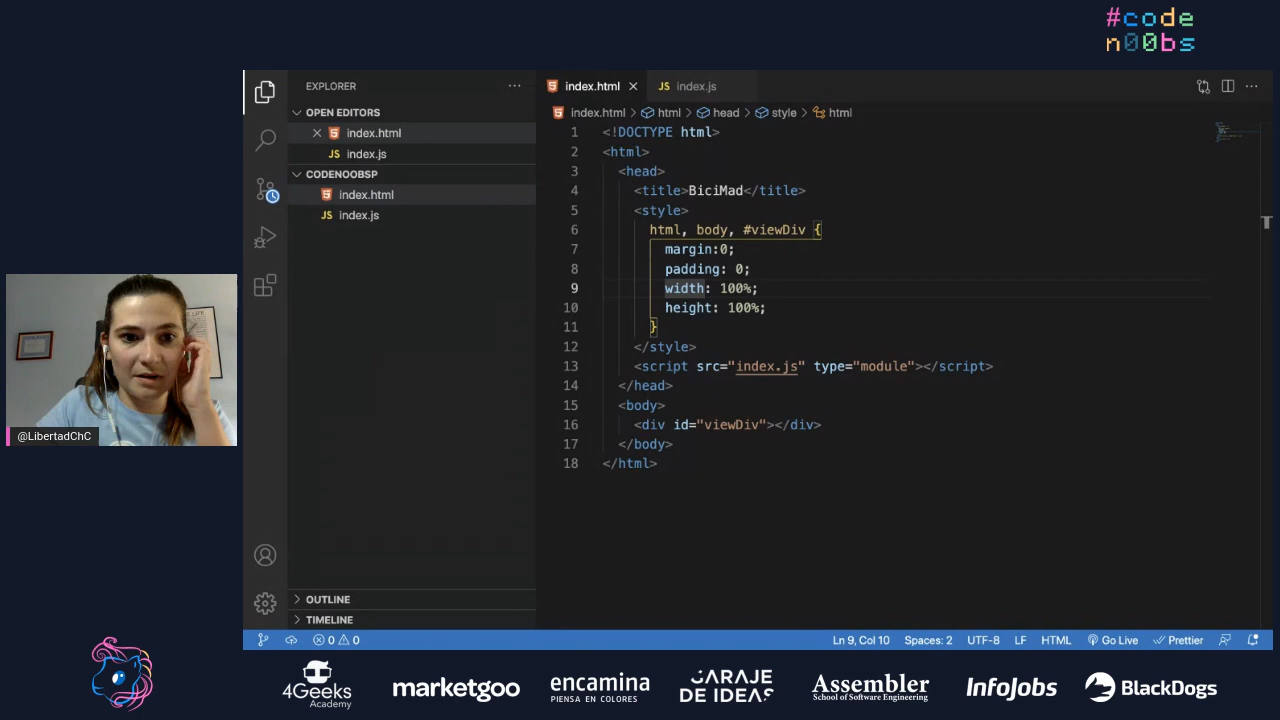 #code
n00bs
EXPLORER
OPEN EDITORS
index.html
JS index.js
CODENOOBSP
index.html
JS index.js
OUTLINE
TIMELINE
index.html
JS index.js
index.html > html > head > style > html
1 <!DOCTYPE html>
2 <html>
3 <head>
4 <title>BiciMad</title>
5 <style>
6 html, body, #viewDiv {
7 margin:0;
8 padding: 0;
9 width: 100%;
10 height: 100%;
11 }
12 </style>
13 <script src="index.js" type="module"></script>
14 </head>
15 <body>
16 <div id="viewDiv"></div>
17 </body>
18 </html>
@LibertadChC
0 0
Ln 9, Col 10 Spaces: 2 UTF-8 LF HTML Go Live Prettier
4Geeks
Academy
marketgoo
encamina
PIENSA EN COLORES
GARAJE
DE IDEAS
Assembler
School of Software Engineering
InfoJobs
BlackDogs